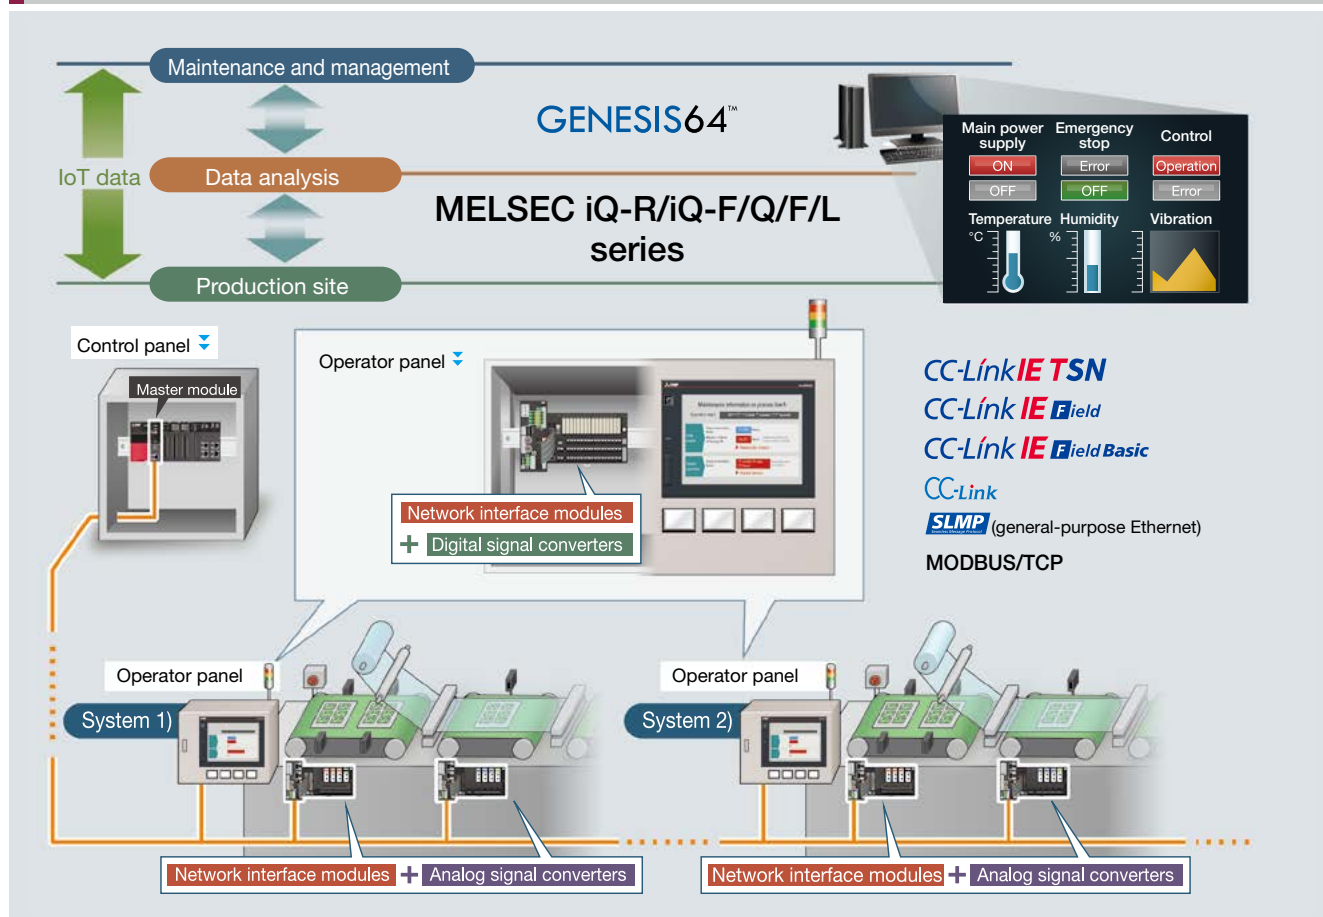 Maintenance and management
GENESIS64™
IoT data
Data analysis
MELSEC iQ-R/iQ-F/Q/F/L
series
Production site
Main power
supply
Emergency
stop
Control
ON
Error
Operation
OFF
OFF
Error
Temperature
Humidity
Vibration
°C
%
Control panel
Master module
Operator panel
Network interface modules
+ Digital signal converters
CC-Link IE TSN
CC-Link IE Field
CC-Link IE Field Basic
CC-Link
SLMP (general-purpose Ethernet)
MODBUS/TCP
Operator panel
System 1)
Operator panel
System 2)
Network interface modules + Analog signal converters
Network interface modules + Analog signal converters